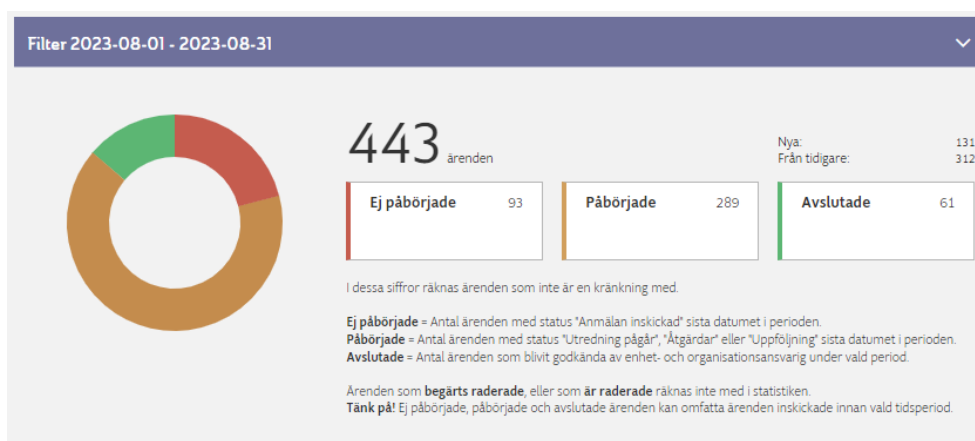 Filter 2023-08-01 - 2023-08-31
443 ärenden
Nya: 131
Från tidigare: 312
Ej påbörjade 93
Påbörjade 289
Avslutade 61
I dessa siffror räknas ärenden som inte är en kränkning med.
Ej påbörjade = Antal ärenden med status "Anmälan inskickad" sista datumet i perioden.
Påbörjade = Antal ärenden med status "Utredning pågår", "Åtgärdar" eller "Uppföljning" sista datumet i perioden.
Avslutade = Antal ärenden som blivit godkända av enhet- och organisationsansvarig under vald period.
Ärenden som begärts raderade, eller som är raderade räknas inte med i statistiken.
Tänk på! Ej påbörjade, påbörjade och avslutade ärenden kan omfatta ärenden inskickade innan vald tidsperiod.